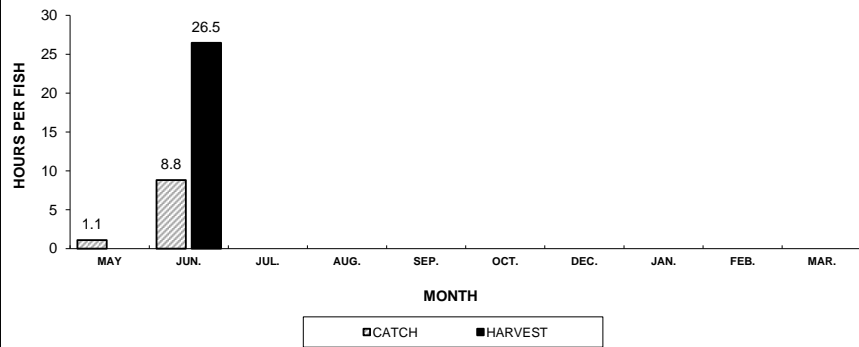 30
25
20
15
10
5
0
HOURS PER FISH
26.5
8.8
1.1
MAY JUN. JUL. AUG. SEP. OCT. DEC. JAN. FEB. MAR.
MONTH
CATCH HARVEST